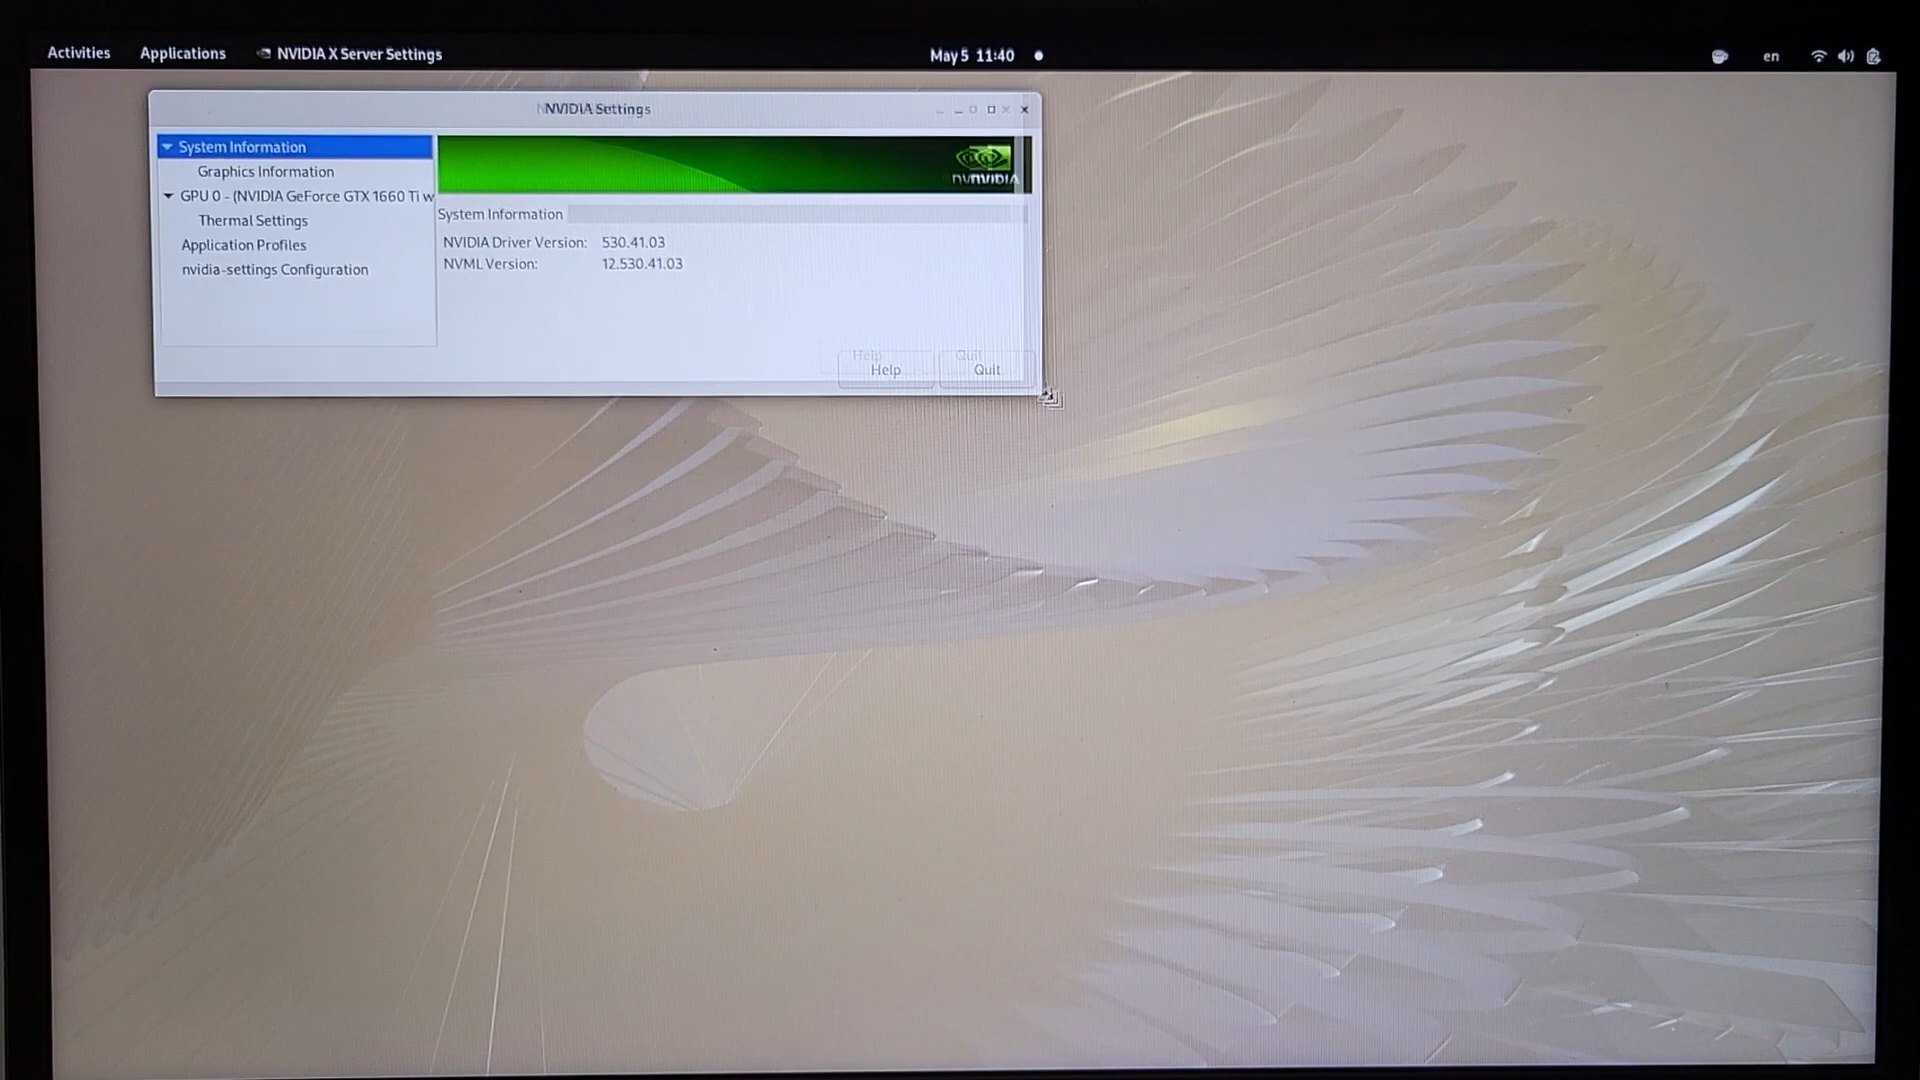 Activities Applications NVIDIA X Server Settings May 5 11:40 en
NVIDIA Settings
System Information
Graphics Information
GPU 0 - (NVIDIA GeForce GTX 1660 Ti w
Thermal Settings
Application Profiles
nvidia-settings Configuration
NVIDIA
System Information
NVIDIA Driver Version: 530.41.03
NVML Version: 12.530.41.03
Help Quit